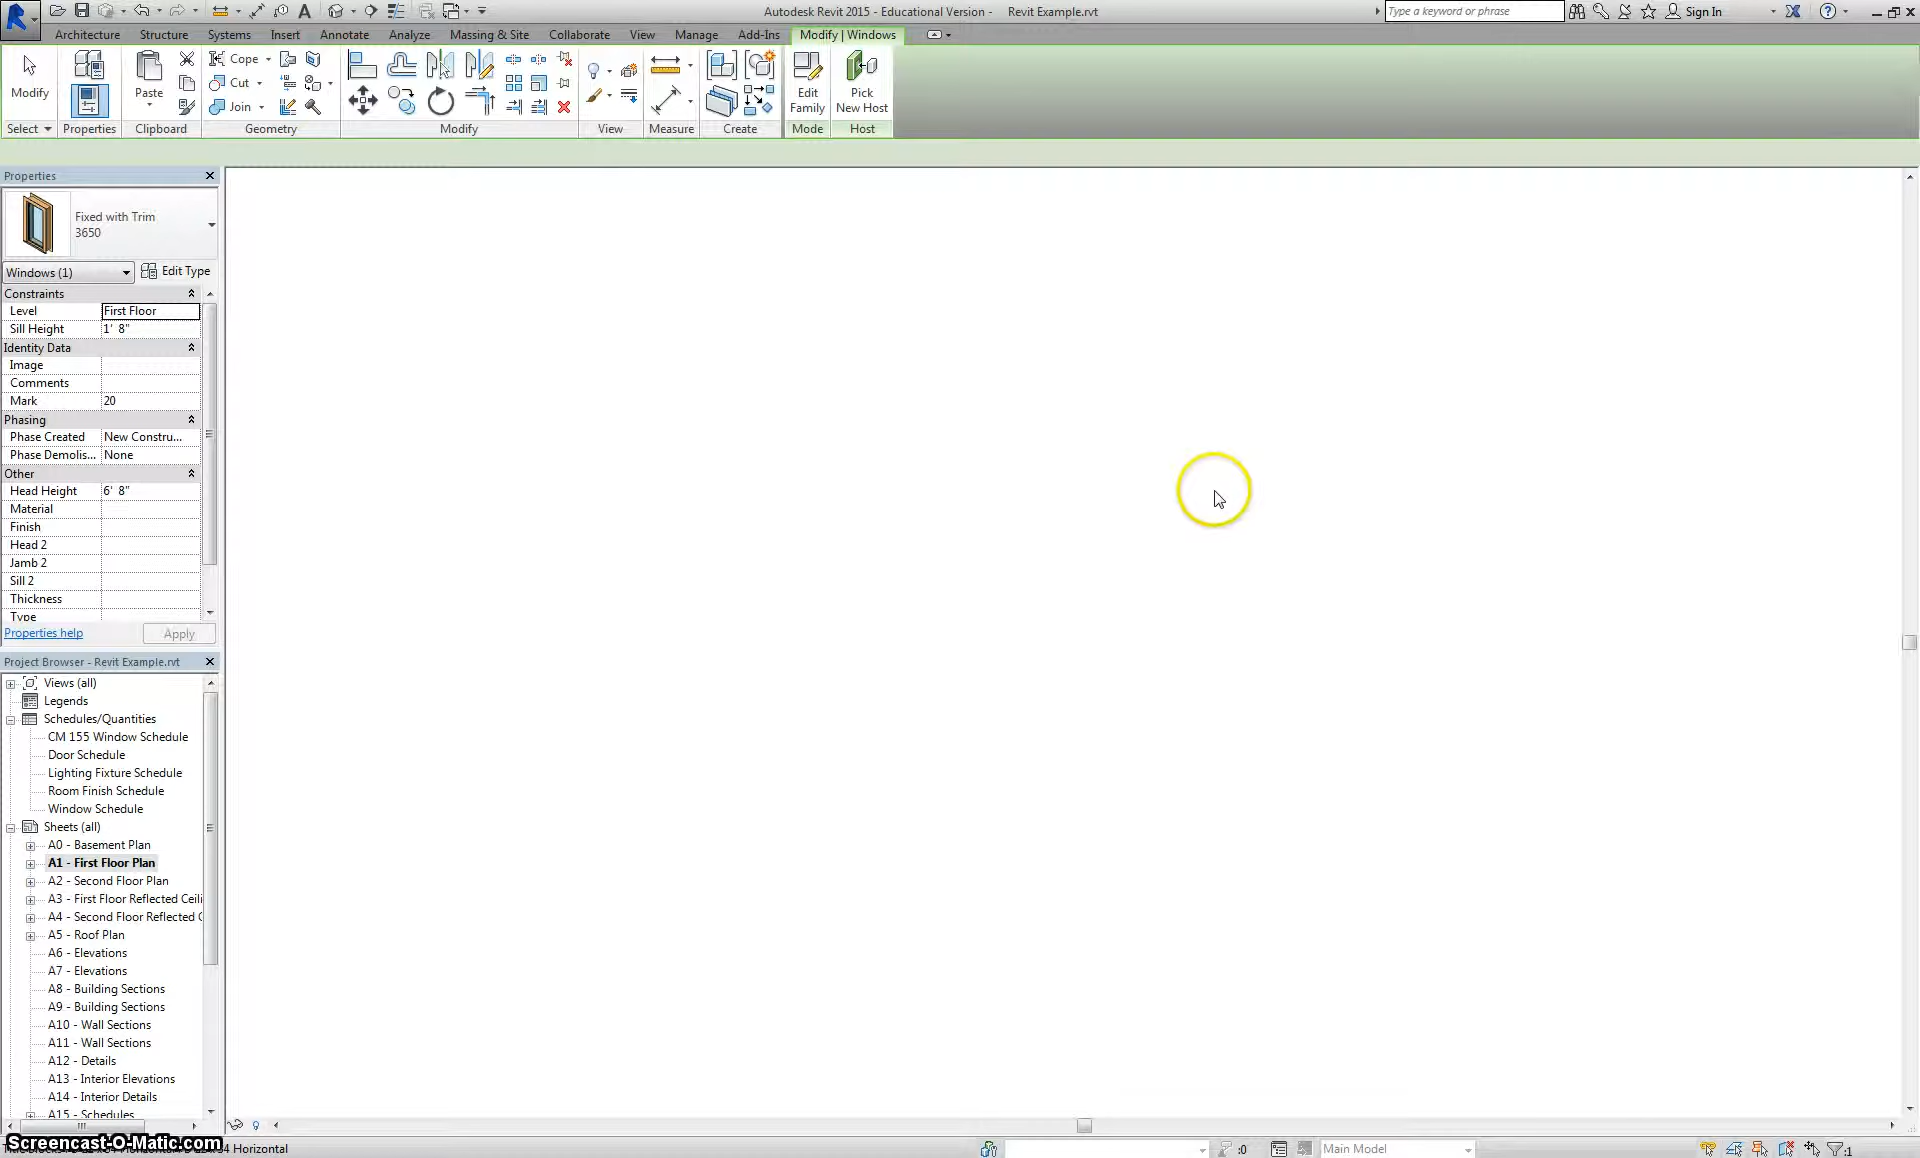 Autodesk Revit 2015 - Educational Version - Revit Example.rvt
Type a keyword or phrase
Sign In
Architecture Structure Systems Insert Annotate Analyze Massing & Site Collaborate View Manage Add-Ins Modify | Windows
Modify
Paste
Cope
Cut
Join
Edit Family
Pick New Host
Select Properties Clipboard Geometry Modify View Measure Create Mode Host
Properties
Fixed with Trim
3650
Windows (1) Edit Type
Constraints
Level First Floor
Sill Height 1' 8"
Identity Data
Image
Comments
Mark 20
Phasing
Phase Created New Constru...
Phase Demolis... None
Other
Head Height 6' 8"
Material
Finish
Head 2
Jamb 2
Sill 2
Thickness
Type
Properties help Apply
Project Browser - Revit Example.rvt
Views (all)
Legends
Schedules/Quantities
CM 155 Window Schedule
Door Schedule
Lighting Fixture Schedule
Room Finish Schedule
Window Schedule
Sheets (all)
A0 - Basement Plan
A1 - First Floor Plan
A2 - Second Floor Plan
A3 - First Floor Reflected Ceili
A4 - Second Floor Reflected C
A5 - Roof Plan
A6 - Elevations
A7 - Elevations
A8 - Building Sections
A9 - Building Sections
A10 - Wall Sections
A11 - Wall Sections
A12 - Details
A13 - Interior Elevations
A14 - Interior Details
A15 - Schedules
Screencast-O-Matic.com
Horizontal
:0
Main Model
:1